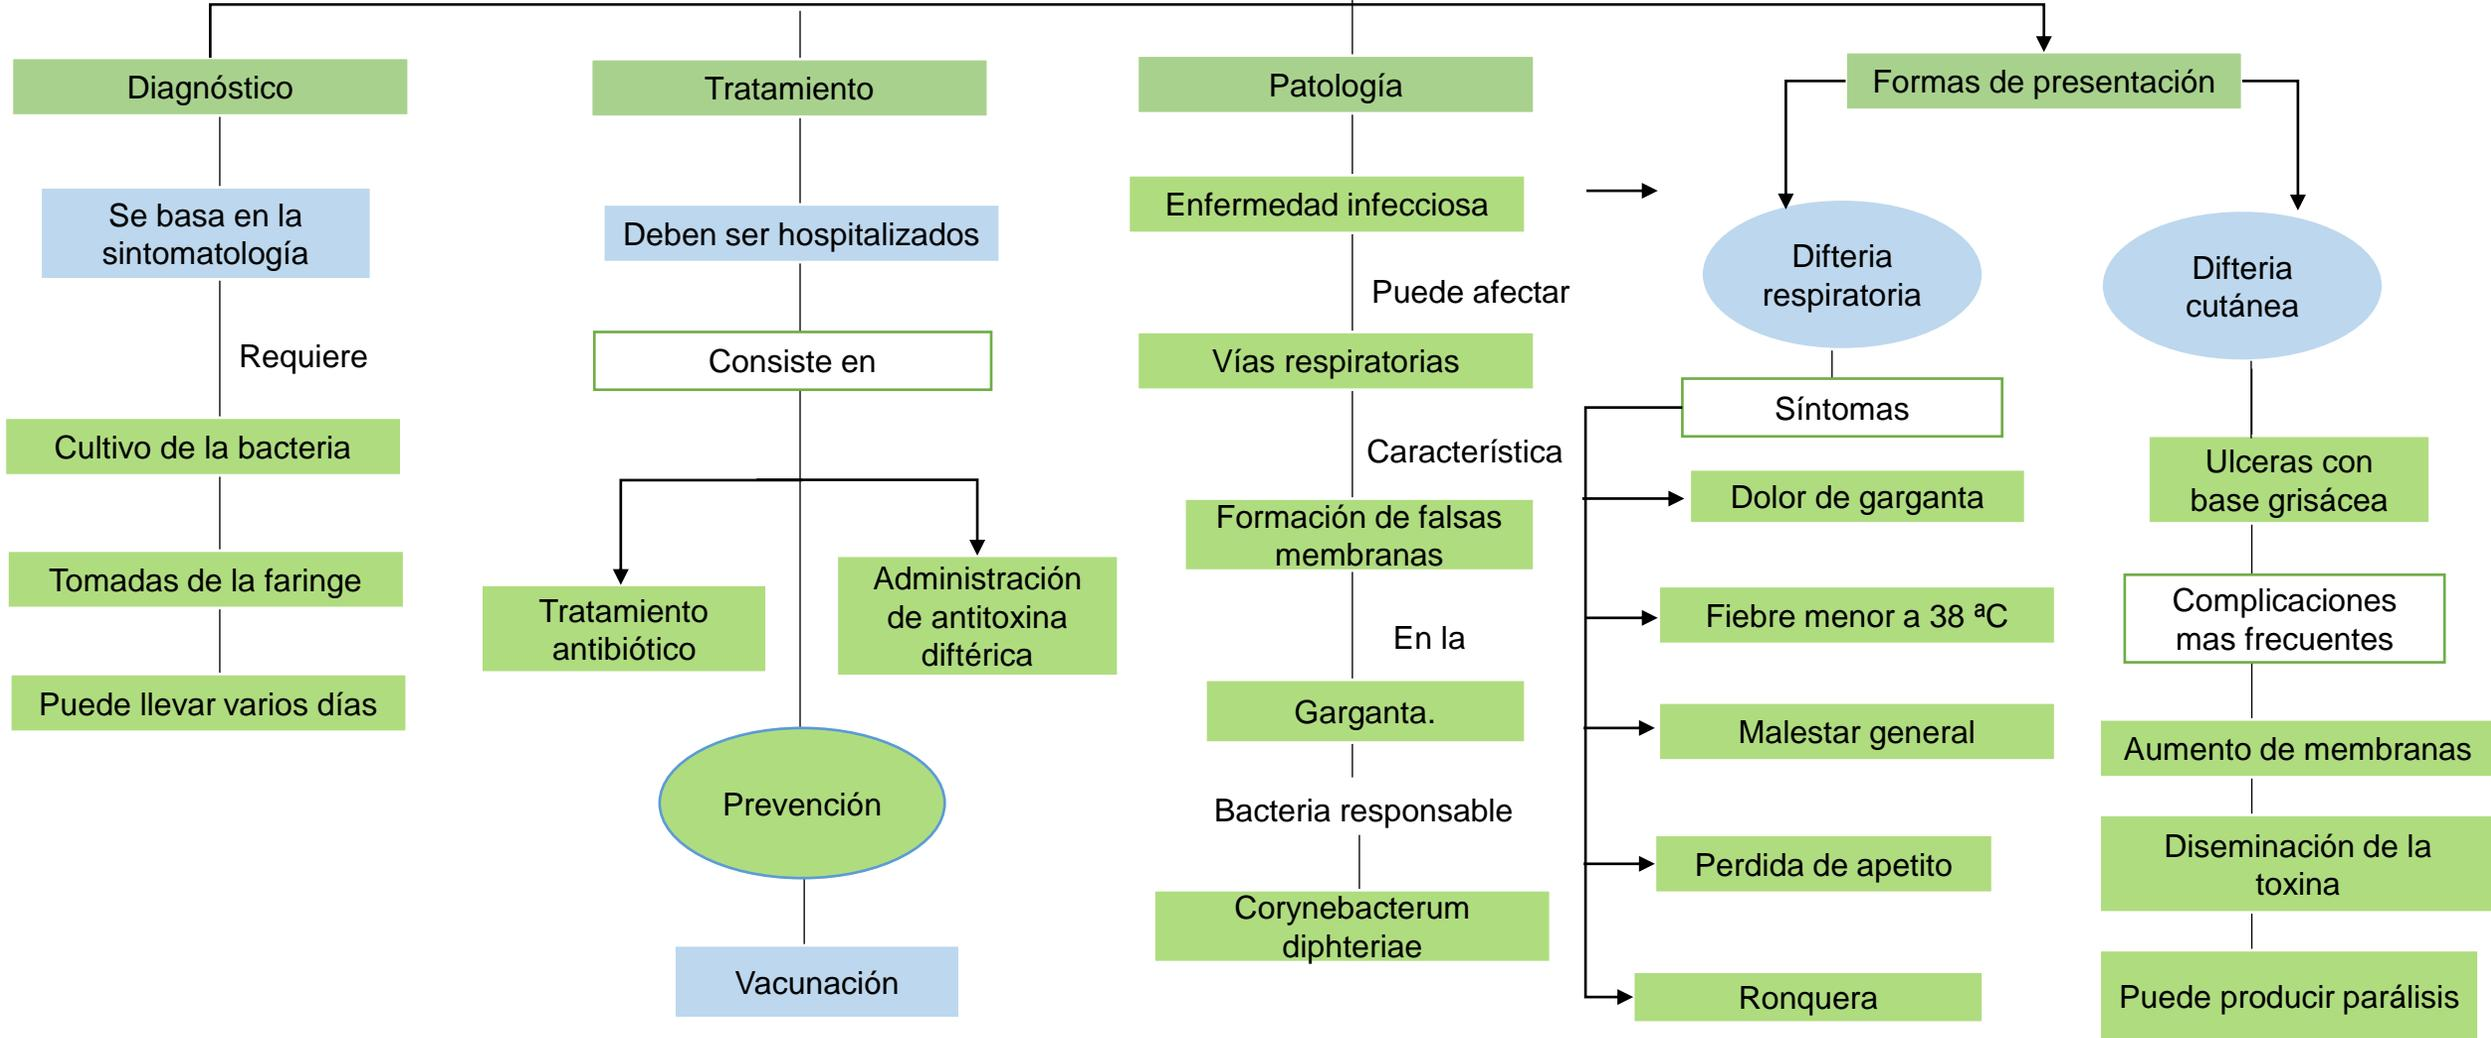 Diagnóstico
Se basa en la
sintomatología
Requiere
Cultivo de la bacteria
Tomadas de la faringe
Puede llevar varios días
Tratamiento
Deben ser hospitalizados
Consiste en
Tratamiento
antibiótico
Administración
de antitoxina
diftérica
Prevención
Vacunación
Patología
Enfermedad infecciosa
Puede afectar
Vías respiratorias
Característica
Formación de falsas
membranas
En la
Garganta.
Bacteria responsable
Corynebacterum
diphteriae
Formas de presentación
Difteria
respiratoria
Síntomas
Dolor de garganta
Fiebre menor a 38 ªC
Malestar general
Perdida de apetito
Ronquera
Difteria
cutánea
Ulceras con
base grisácea
Complicaciones
mas frecuentes
Aumento de membranas
Diseminación de la
toxina
Puede producir parálisis